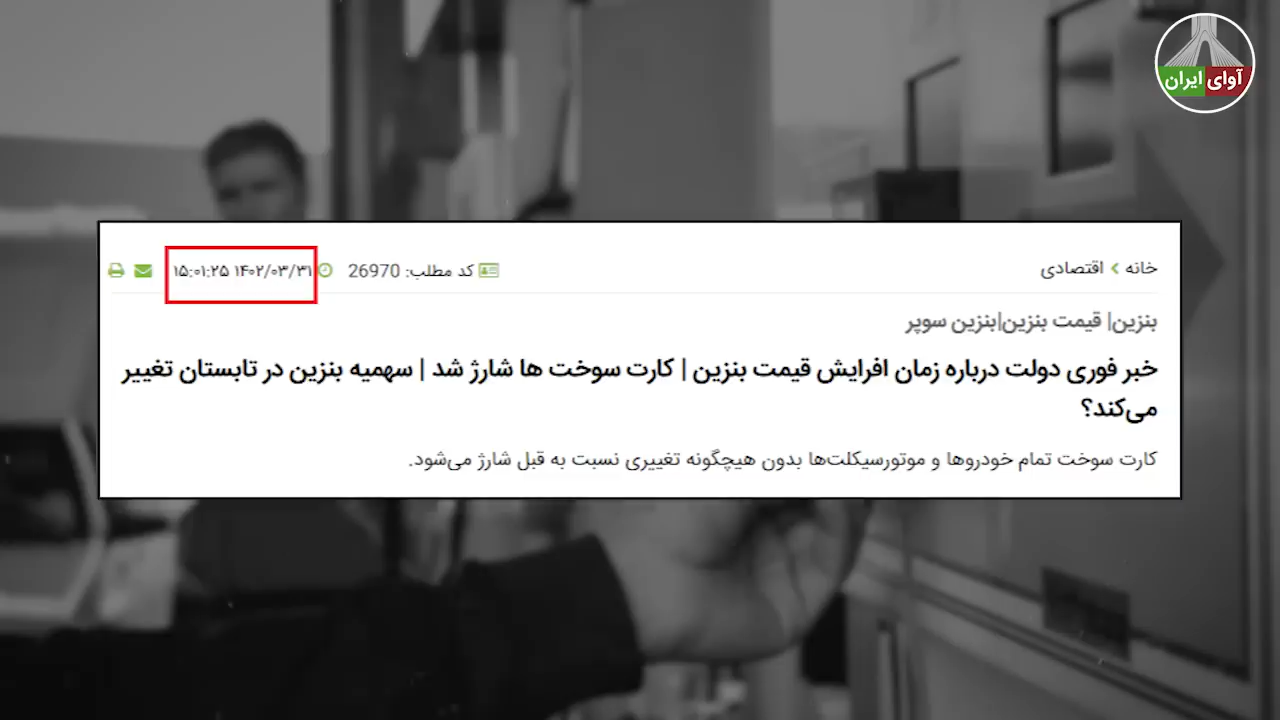 آوای ایران
خانه › اقتصادی
کد مطلب: 26970
۱۴۰۲/۰۳/۳۱ ۱۵:۰۱:۲۵
بنزین| قیمت بنزین|بنزین سوپر
خبر فوری دولت درباره زمان افرایش قیمت بنزین | کارت سوخت ها شارژ شد | سهمیه بنزین در تابستان تغییر
می‌کند؟
کارت سوخت تمام خودروها و موتورسیکلت‌ها بدون هیچگونه تغییری نسبت به قبل شارژ می‌شود.